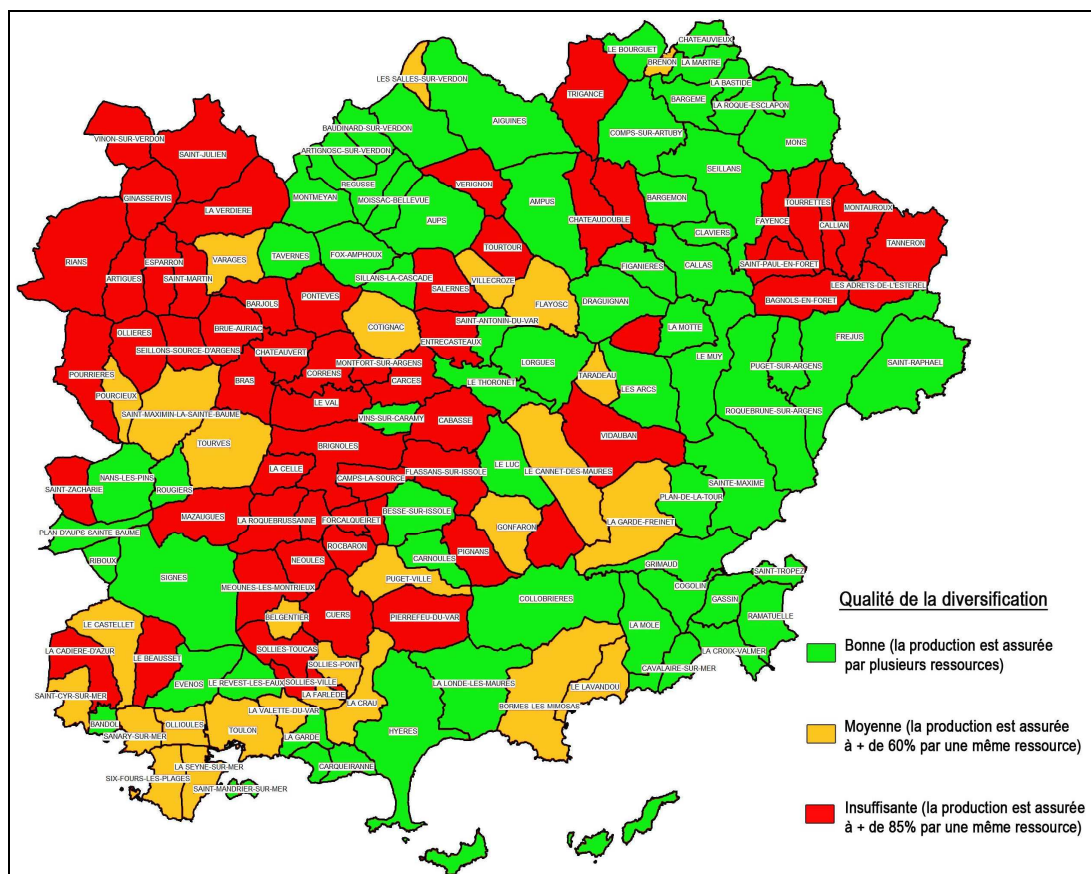 CHATEAUVIEUX
LE BOURGUET
BRENON
LA MARTRE
LES SALLES-SUR-VERDON
LA BASTIDE
TRIGANCE
BARGEME
LA ROQUE-ESCLAPON
AIGUINES
BAUDINARD-SUR-VERDON
COMPS-SUR-ARTUBY
VINON-SUR-VERDON
MONS
SAINT-JULIEN
ARTIGNOSC-SUR-VERDON
SEILLANS
REGUSSE
VERIGNON
GINASSERVIS
MONTMEYAN
MOISSAC-BELLEVUE
AMPUS
BARGEMON
TOURRETTES
LA VERDIERE
MONTAUROUX
AUPS
CHATEAUDOUBLE
FAYENCE
CALLIAN
CLAVIERS
TANNERON
TOURTOUR
RIANS
ESPARRON
VARAGES
TAVERNES
FOX-AMPHOUX
FIGANIERES
CALLAS
SAINT-PAUL-EN-FORET
ARTIGUES
SAINT-MARTIN
SILLANS-LA-CASCADE
VILLECROZE
SALERNES
LES ADRETS-DE-L'ESTEREL
BARJOLS
PONTEVES
FLAYOSC
DRAGUIGNAN
BAGNOLS-EN-FORET
OLLIERES
BRUE-AURIAC
COTIGNAC
SAINT-ANTONIN-DU-VAR
LA MOTTE
FREJUS
SEILLONS-SOURCE-D'ARGENS
CHATEAUVERT
ENTRECASTEAUX
LE MUY
SAINT-RAPHAEL
MONTFORT-SUR-ARGENS
LORGUES
PUGET-SUR-ARGENS
POURRIERES
CORRENS
TARADEAU
POURCIEUX
BRAS
CARCES
LE THORONET
LES ARCS
SAINT-MAXIMIN-LA-SAINTE-BAUME
LE VAL
ROQUEBRUNE-SUR-ARGENS
VINS-SUR-CARAMY
CABASSE
VIDAUBAN
TOURVES
BRIGNOLES
LE LUC
LE CANNET-DES-MAURES
NANS-LES-PINS
LA CELLE
FLASSANS-SUR-ISSOLE
SAINT-ZACHARIE
ROUGIERS
CAMPS-LA-SOURCE
SAINTE-MAXIME
PLAN-DE-LA-TOUR
BESSE-SUR-ISSOLE
MAZAUGUES
LA ROQUEBRUSSANNE
FORCALQUEIRET
GONFARON
LA GARDE-FREINET
PLAN D'AUPS SAINTE BAUME
ROCBARON
PIGNANS
RIBOUX
NEOULES
CARNOULES
GRIMAUD
SAINT-TROPEZ
SIGNES
PUGET-VILLE
MEOUNES-LES-MONTRIEUX
COGOLIN
COLLOBRIERES
GASSIN
Qualité de la diversification
BELGENTIER
CUERS
PIERREFEU-DU-VAR
RAMATUELLE
LE CASTELLET
LA MOLE
LA CADIERE-D'AZUR
LE BEAUSSET
SOLLIES-TOUCAS
LA CROIX-VALMER
Bonne (la production est assurée
par plusieurs ressources)
SOLLIES-PONT
CAVALAIRE-SUR-MER
EVENOS
LE REVEST-LES-EAUX
SOLLIES-VILLE
LA LONDE-LES-MAURES
LE LAVANDOU
SAINT-CYR-SUR-MER
LA FARLEDE
LA CRAU
BORMES LES MIMOSAS
BANDOL
LA VALETTE-DU-VAR
SANARY-SUR-MER
OLLIOULES
TOULON
LA GARDE
HYERES
Moyenne (la production est assurée
à + de 60% par une même ressource)
LA SEYNE-SUR-MER
CARQUEIRANNE
SIX-FOURS-LES-PLAGES
SAINT-MANDRIER-SUR-MER
Insuffisante (la production est assurée
à + de 85% par une même ressource)